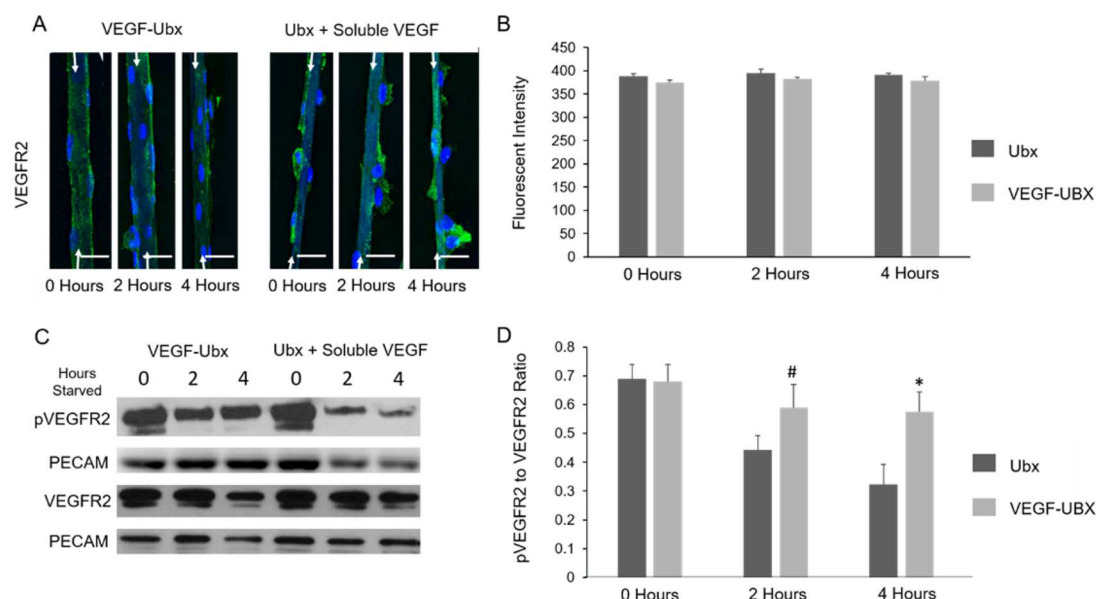 A
VEGF-Ubx
Ubx + Soluble VEGF
VEGFR2
0 Hours
2 Hours
4 Hours
0 Hours
2 Hours
4 Hours
B
Fluorescent Intensity
450
400
350
300
250
200
150
100
50
0
0 Hours
2 Hours
4 Hours
Ubx
VEGF-UBX
C
VEGF-Ubx
Ubx + Soluble VEGF
Hours
Starved
0 2 4 0 2 4
pVEGFR2
PECAM
VEGFR2
PECAM
D
pVEGFR2 to VEGFR2 Ratio
0.8
0.7
0.6
0.5
0.4
0.3
0.2
0.1
0
#
*
0 Hours
2 Hours
4 Hours
Ubx
VEGF-UBX